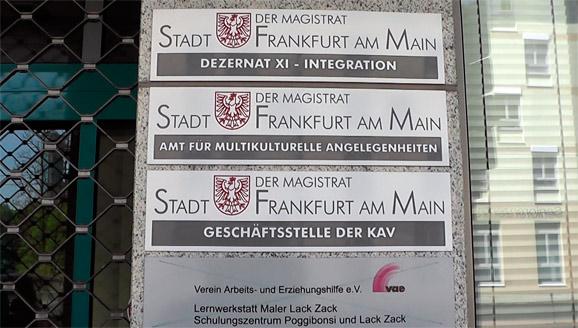 DER MAGISTRAT
STADT FRANKFURT AM MAIN
DEZERNAT XI - INTEGRATION
DER MAGISTRAT
STADT FRANKFURT AM MAIN
AMT FÜR MULTIKULTURELLE ANGELEGENHEITEN
DER MAGISTRAT
STADT FRANKFURT AM MAIN
GESCHÄFTSSTELLE DER KAV
Verein Arbeits- und Erziehungshilfe e.V.
vae
Lernwerkstatt Maler Lack Zack
Schulungszentrum Poggibonsi und Lack Zack